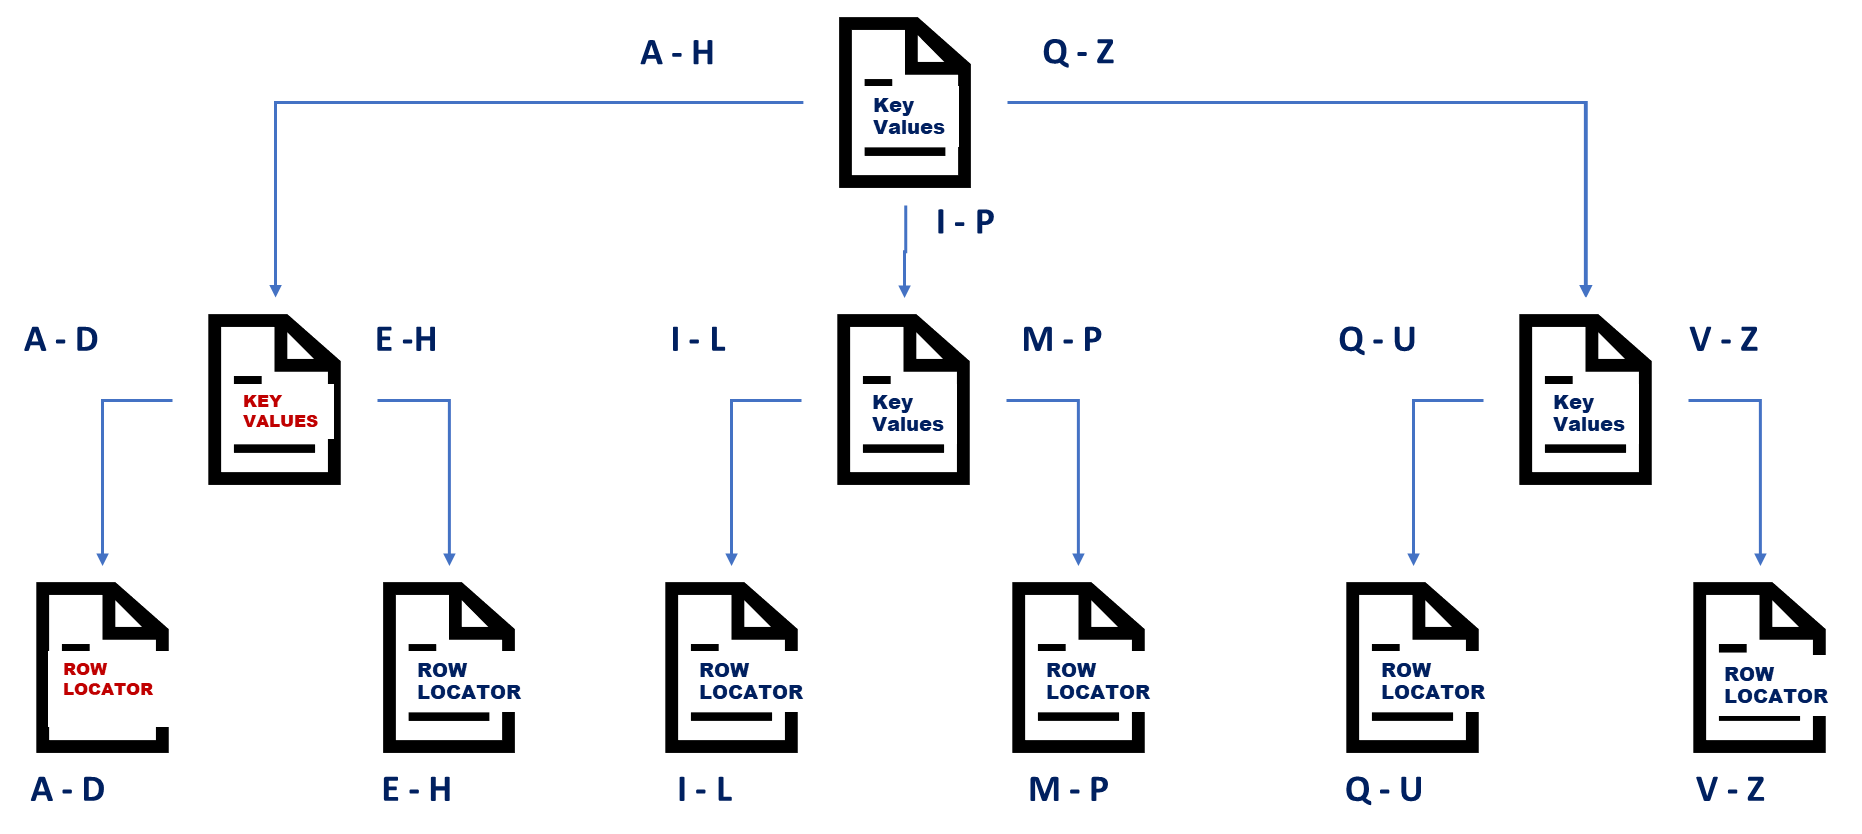 A - H
Q - Z
Key
Values
I - P
A - D
E -H
I - L
M - P
Q - U
V - Z
KEY
VALUES
Key
Values
Key
Values
ROW
LOCATOR
ROW
LOCATOR
ROW
LOCATOR
ROW
LOCATOR
ROW
LOCATOR
ROW
LOCATOR
A - D
E - H
I - L
M - P
Q - U
V - Z